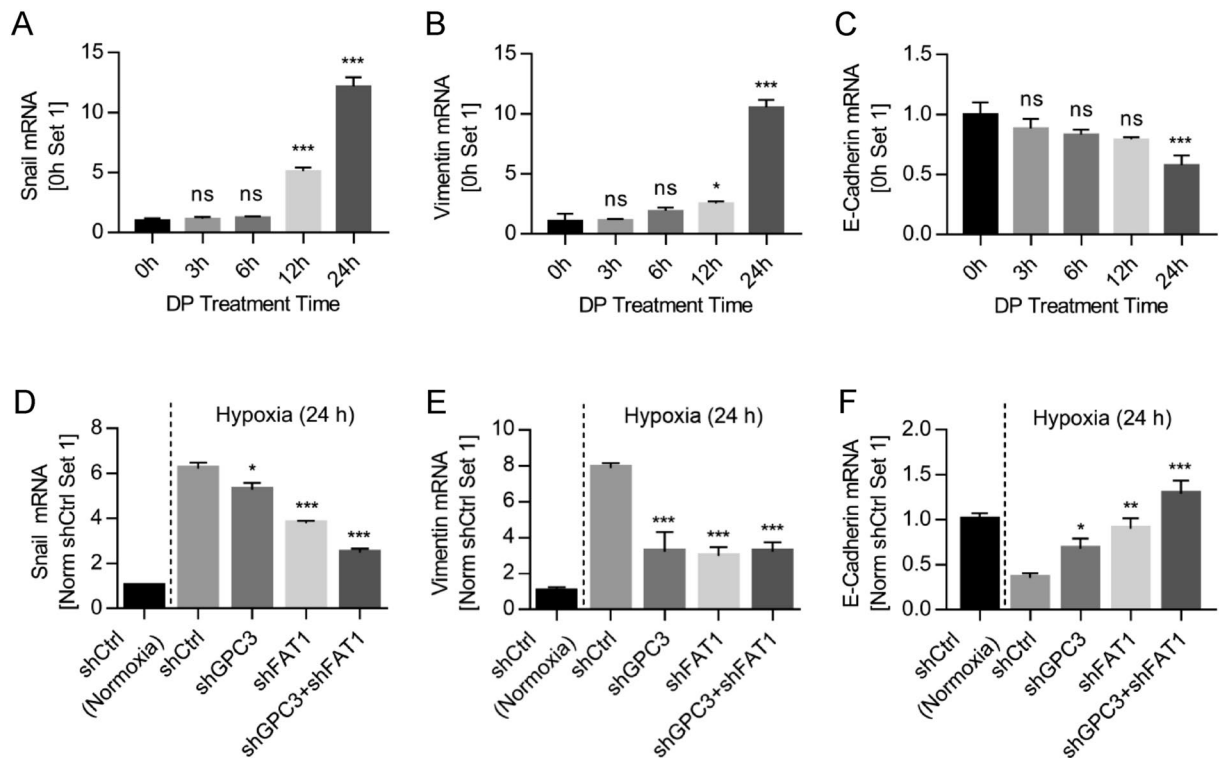 A
Snail mRNA
[0h Set 1]
15
10
5
0
ns
ns
***
***
0h
3h
6h
12h
24h
DP Treatment Time
B
Vimentin mRNA
[0h Set 1]
15
10
5
0
ns
ns
*
***
0h
3h
6h
12h
24h
DP Treatment Time
C
E-Cadherin mRNA
[0h Set 1]
1.5
1.0
0.5
0.0
ns
ns
ns
***
0h
3h
6h
12h
24h
DP Treatment Time
D
Hypoxia (24 h)
Snail mRNA
[Norm shCtrl Set 1]
8
6
4
2
0
*
***
***
shCtrl
(Normoxia)
shCtrl
shGPC3
shFAT1
shGPC3+shFAT1
E
Hypoxia (24 h)
Vimentin mRNA
[Norm shCtrl Set 1]
10
8
6
4
2
0
***
***
***
shCtrl
(Normoxia)
shCtrl
shGPC3
shFAT1
shGPC3+shFAT1
F
Hypoxia (24 h)
E-Cadherin mRNA
[Norm shCtrl Set 1]
2.0
1.5
1.0
0.5
0.0
*
**
***
shCtrl
(Normoxia)
shCtrl
shGPC3
shFAT1
shGPC3+shFAT1